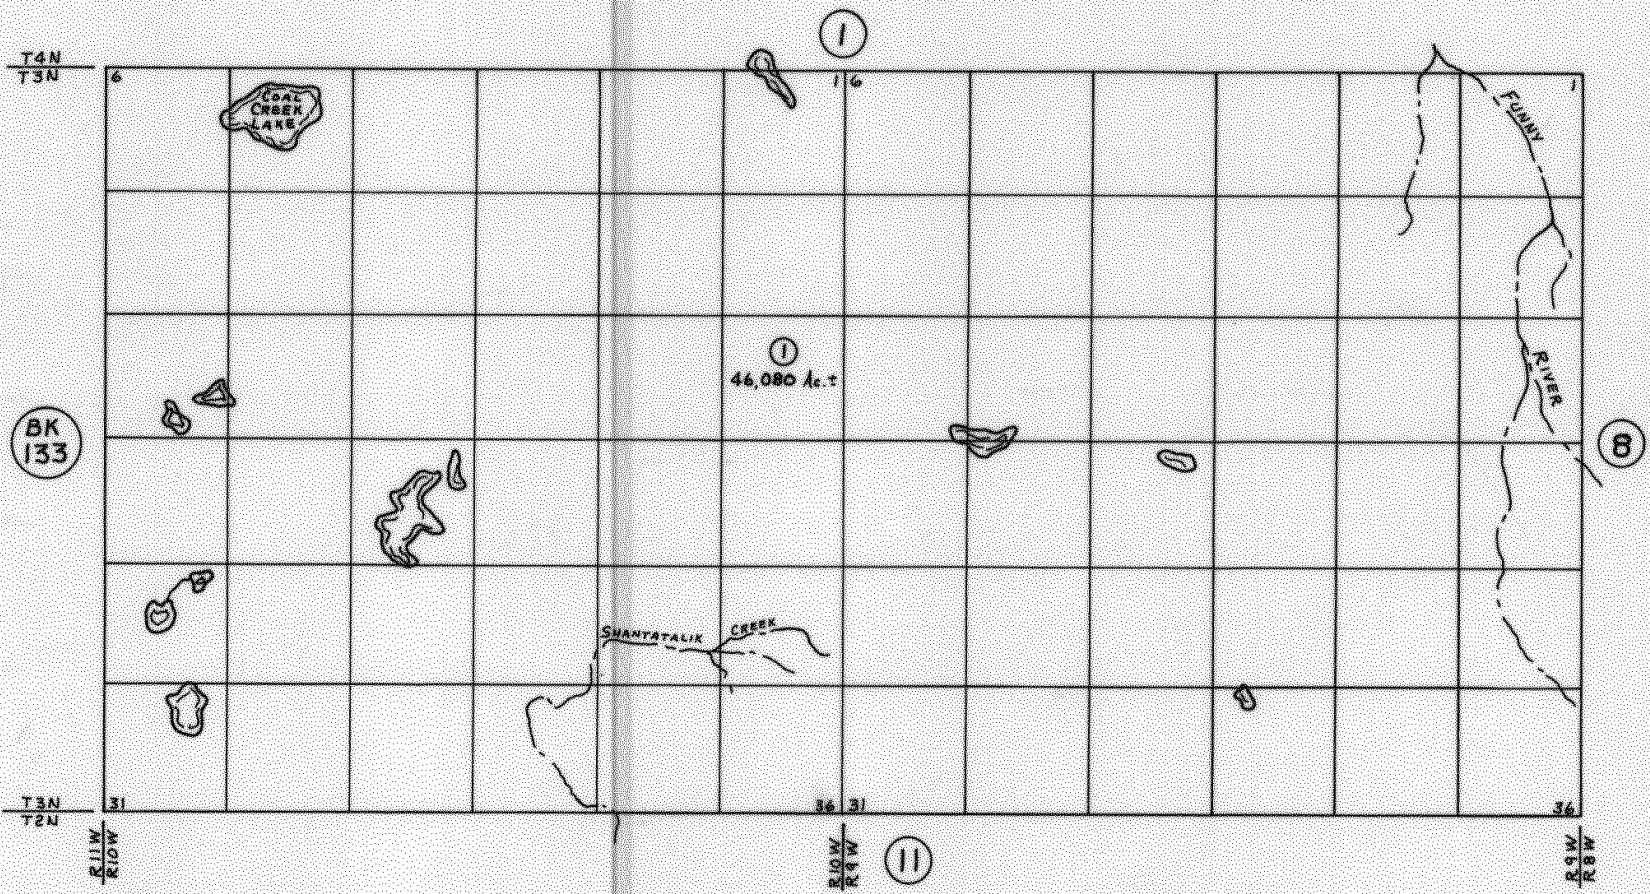 1
T4N
T3N
6
1 6
1
COAL
CREEK
LAKE
FUNNY
1
46,080 Ac.±
RIVER
BK
133
8
SHANTATALIK CREEK
T3N
T2N
31
36 31
36
R11W
R10W
R10W
R9W
11
R9W
R8W